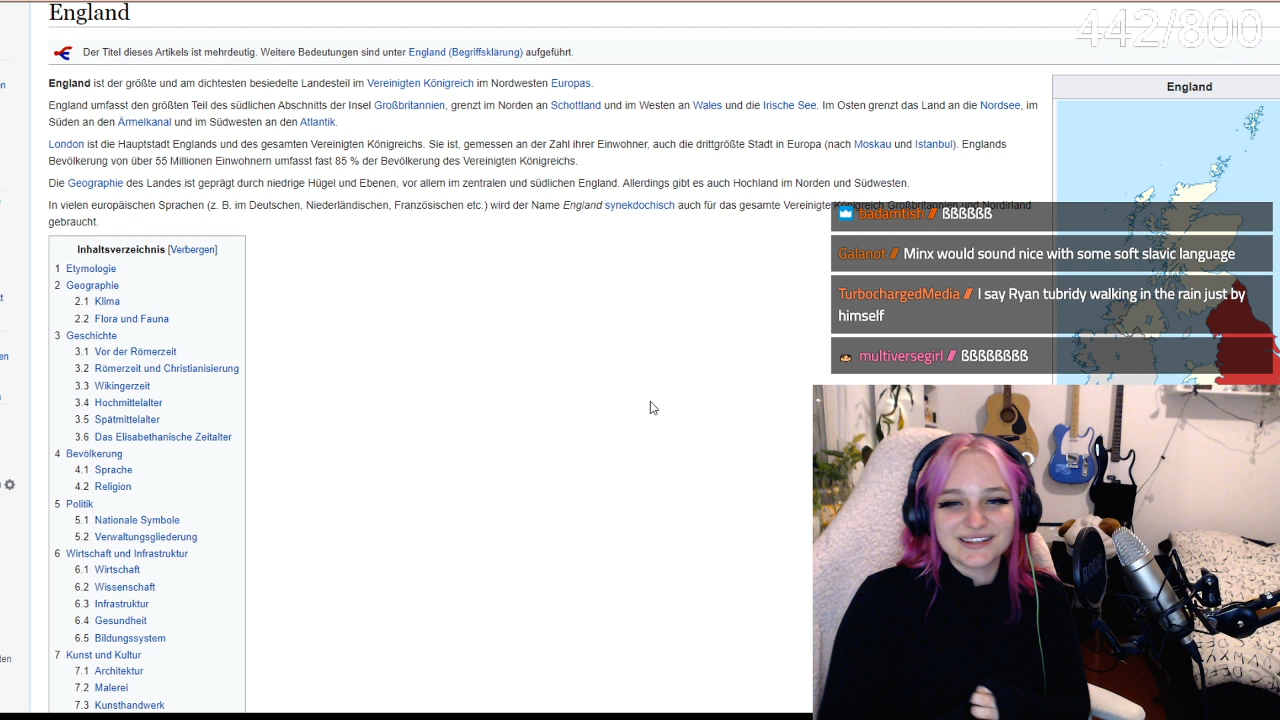 England
442/800
Der Titel dieses Artikels ist mehrdeutig. Weitere Bedeutungen sind unter England (Begriffsklärung) aufgeführt.
England ist der größte und am dichtesten besiedelte Landesteil im Vereinigten Königreich im Nordwesten Europas.
England umfasst den größten Teil des südlichen Abschnitts der Insel Großbritannien, grenzt im Norden an Schottland und im Westen an Wales und die Irische See. Im Osten grenzt das Land an die Nordsee, im
Süden an den Ärmelkanal und im Südwesten an den Atlantik.
London ist die Hauptstadt Englands und des gesamten Vereinigten Königreichs. Sie ist, gemessen an der Zahl ihrer Einwohner, auch die drittgrößte Stadt in Europa (nach Moskau und Istanbul). Englands
Bevölkerung von über 55 Millionen Einwohnern umfasst fast 85 % der Bevölkerung des Vereinigten Königreichs.
Die Geographie des Landes ist geprägt durch niedrige Hügel und Ebenen, vor allem im zentralen und südlichen England. Allerdings gibt es auch Hochland im Norden und Südwesten.
In vielen europäischen Sprachen (z. B. im Deutschen, Niederländischen, Französischen etc.) wird der Name England synekdochisch auch für das gesamte Vereinigte Königreich Großbritannien und Nordirland
gebraucht.
Inhaltsverzeichnis [Verbergen]
1 Etymologie
2 Geographie
2.1 Klima
2.2 Flora und Fauna
3 Geschichte
3.1 Vor der Römerzeit
3.2 Römerzeit und Christianisierung
3.3 Wikingerzeit
3.4 Hochmittelalter
3.5 Spätmittelalter
3.6 Das Elisabethanische Zeitalter
4 Bevölkerung
4.1 Sprache
4.2 Religion
5 Politik
5.1 Nationale Symbole
5.2 Verwaltungsgliederung
6 Wirtschaft und Infrastruktur
6.1 Wirtschaft
6.2 Wissenschaft
6.3 Infrastruktur
6.4 Gesundheit
6.5 Bildungssystem
7 Kunst und Kultur
7.1 Architektur
7.2 Malerei
7.3 Kunsthandwerk
England
badamtish // ßßßßßß
Galanot // Minx would sound nice with some soft slavic language
TurbochargedMedia // I say Ryan tubridy walking in the rain just by
himself
multiversegirl // ßßßßßßßß
RODE